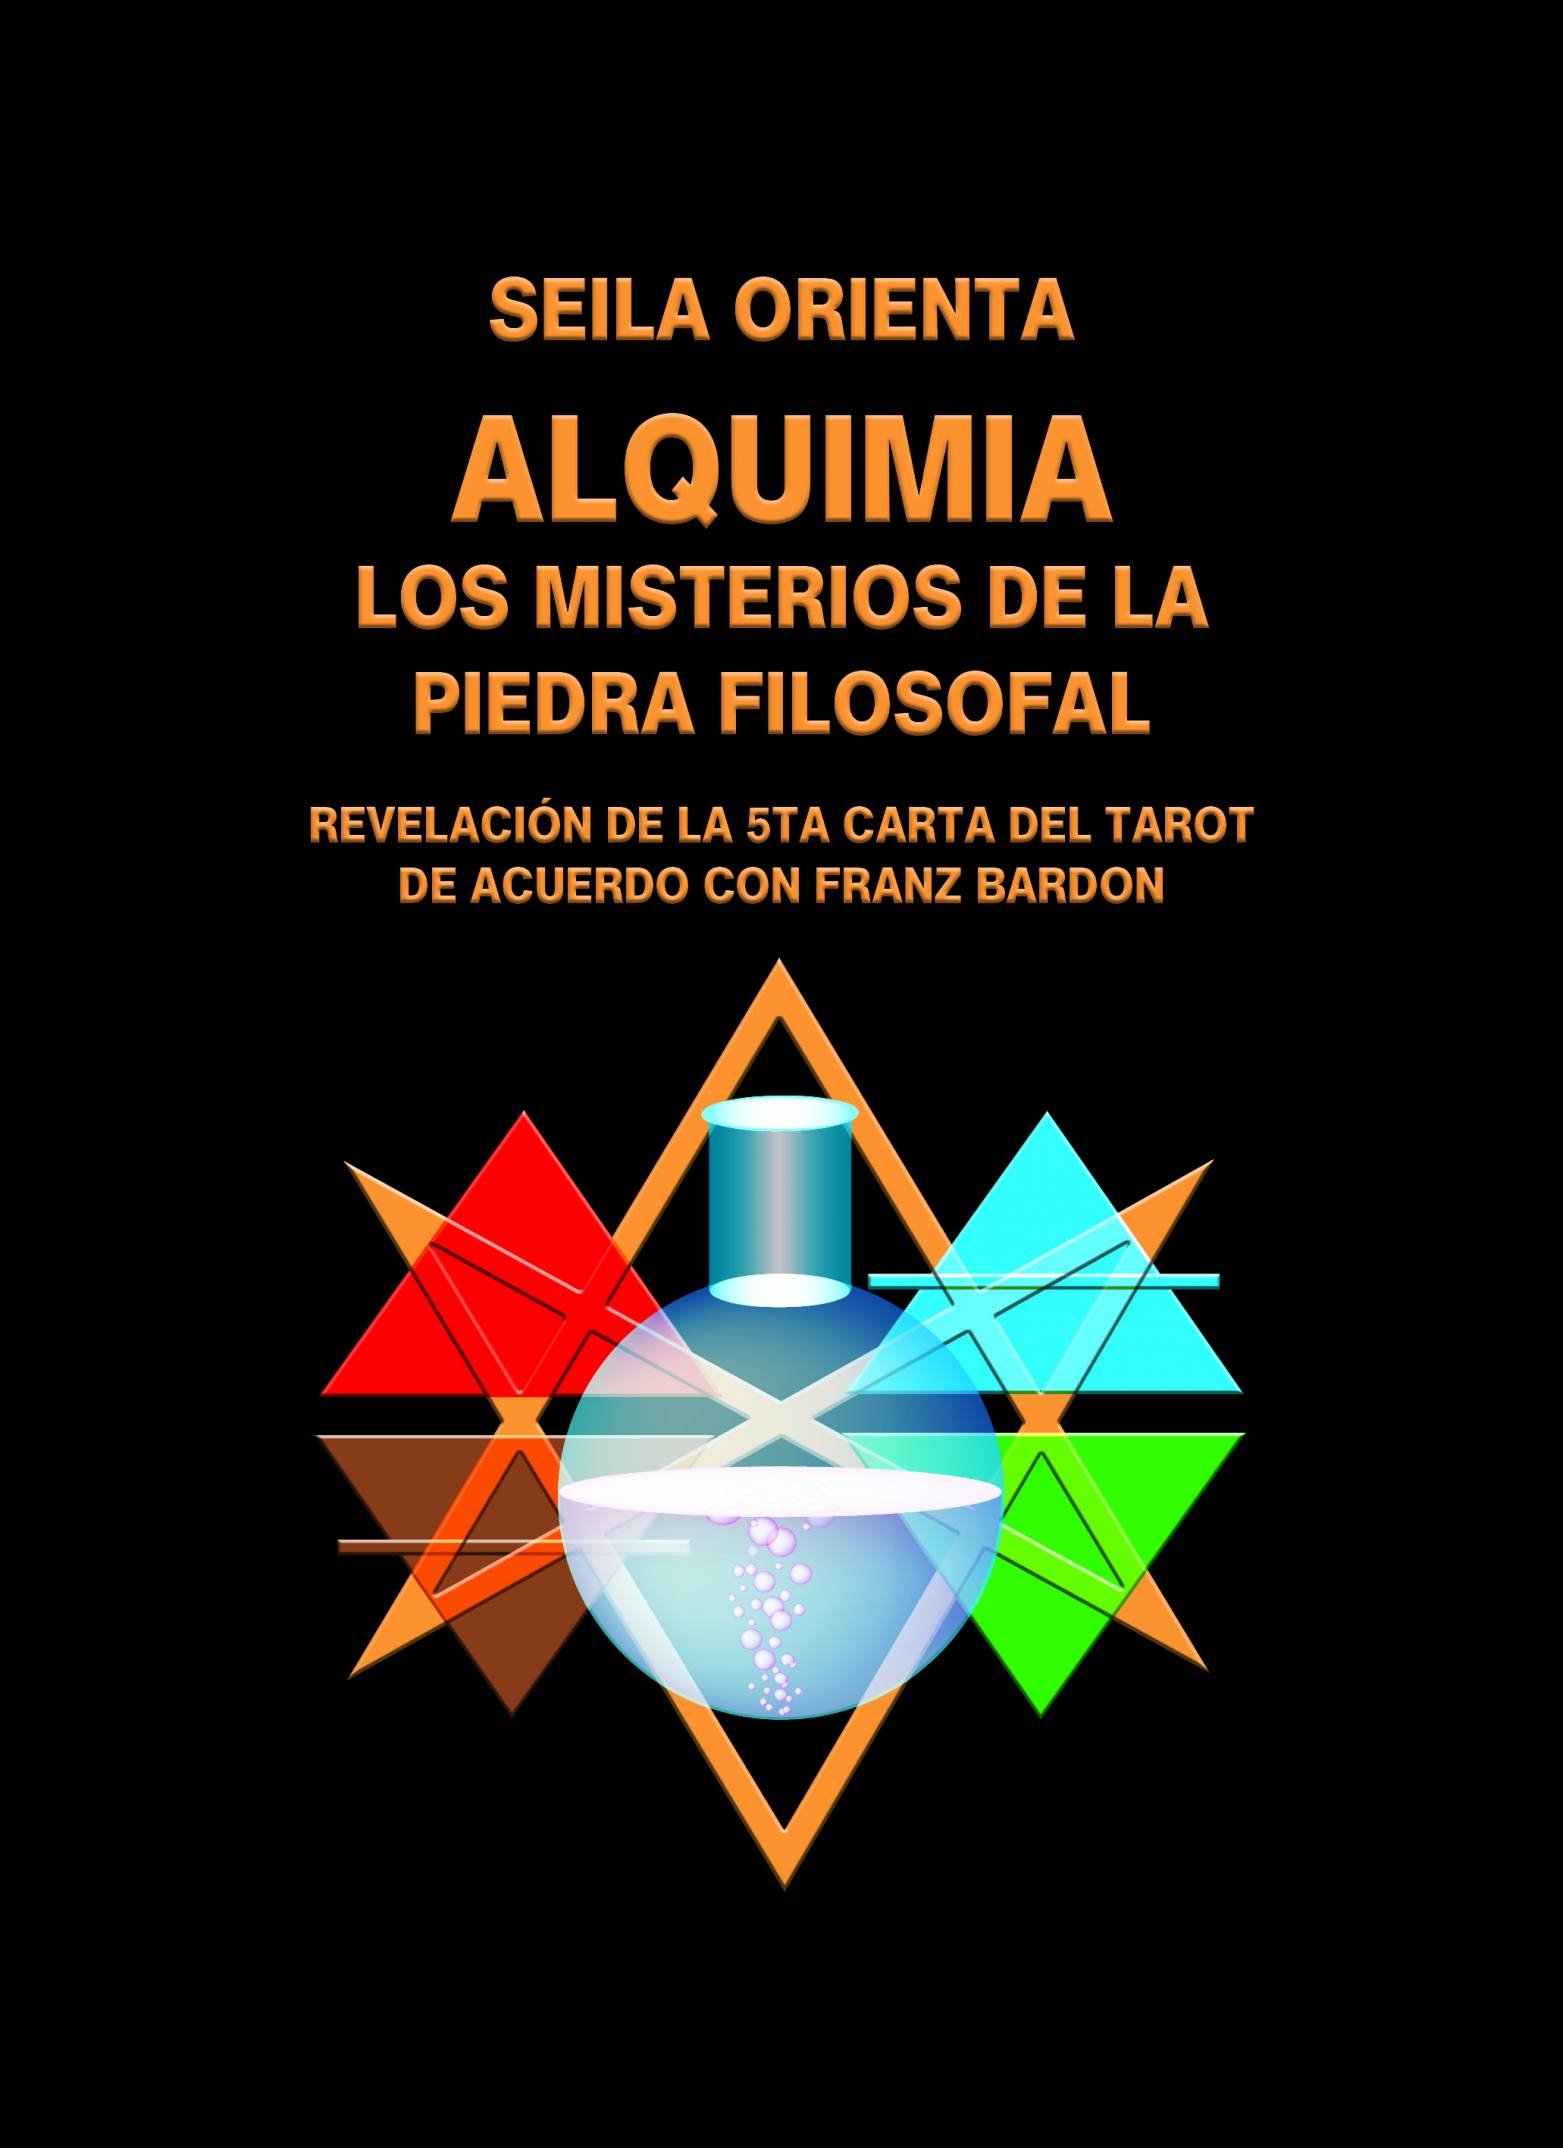 SEILA ORIENTA
ALQUIMIA
LOS MISTERIOS DE LA
PIEDRA FILOSOFAL
REVELACIÓN DE LA 5TA CARTA DEL TAROT
DE ACUERDO CON FRANZ BARDON